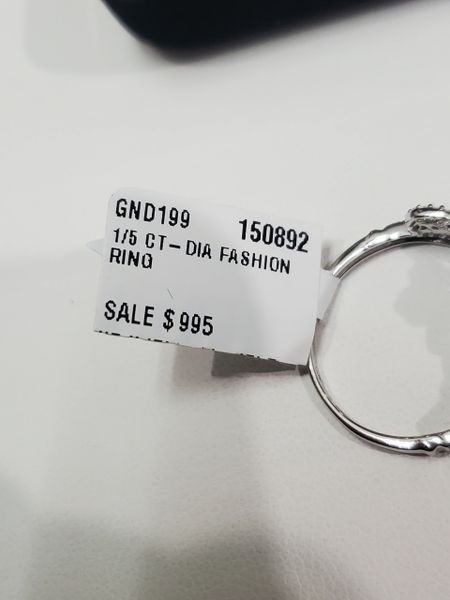 GND199 150892
1/5 CT-DIA FASHION
RING
SALE $995